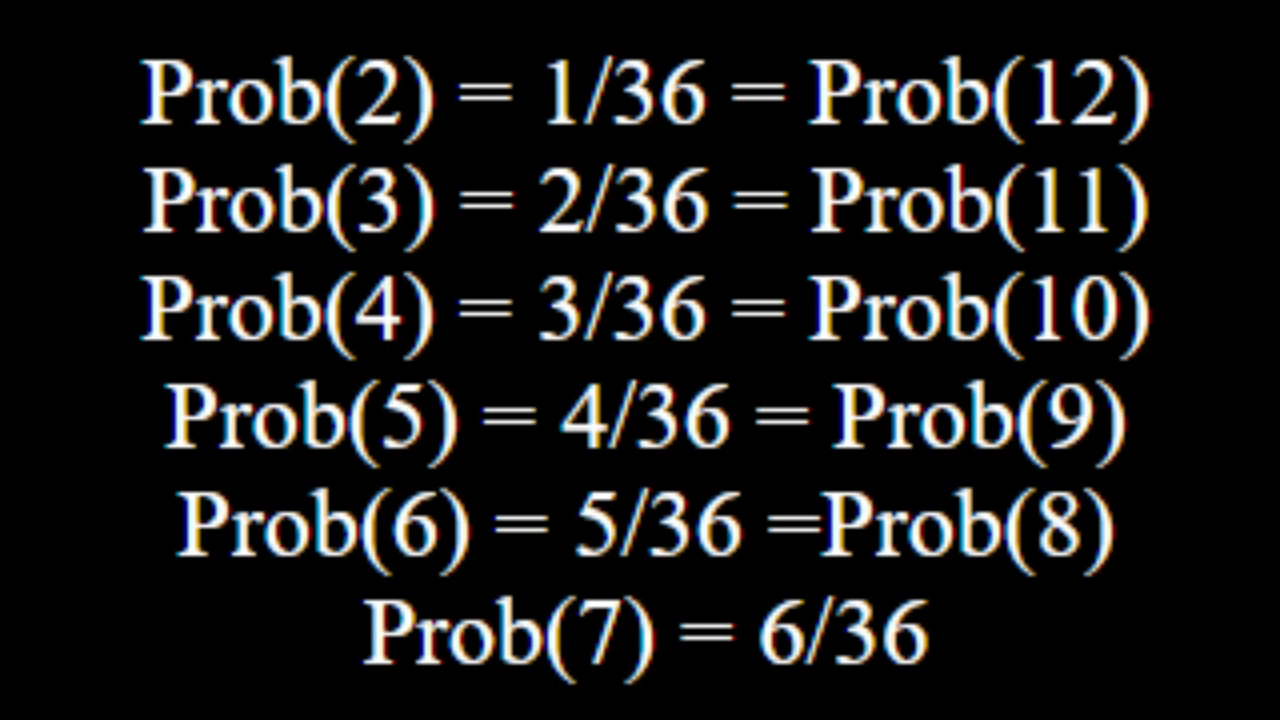 Prob(2) = 1/36 = Prob(12)
Prob(3) = 2/36 = Prob(11)
Prob(4) = 3/36 = Prob(10)
Prob(5) = 4/36 = Prob(9)
Prob(6) = 5/36 =Prob(8)
Prob(7) = 6/36